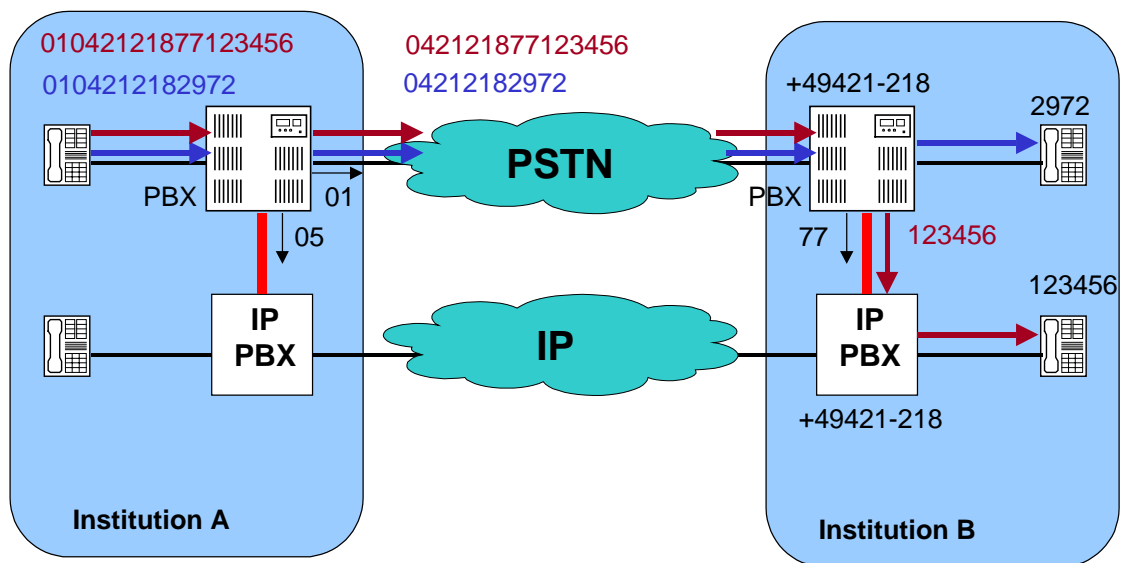 01042121877123456
0104212182972
042121877123456
04212182972
+49421-218
2972
PSTN
PBX
01
05
PBX
77
123456
123456
IP
PBX
IP
IP
PBX
+49421-218
Institution A
Institution B